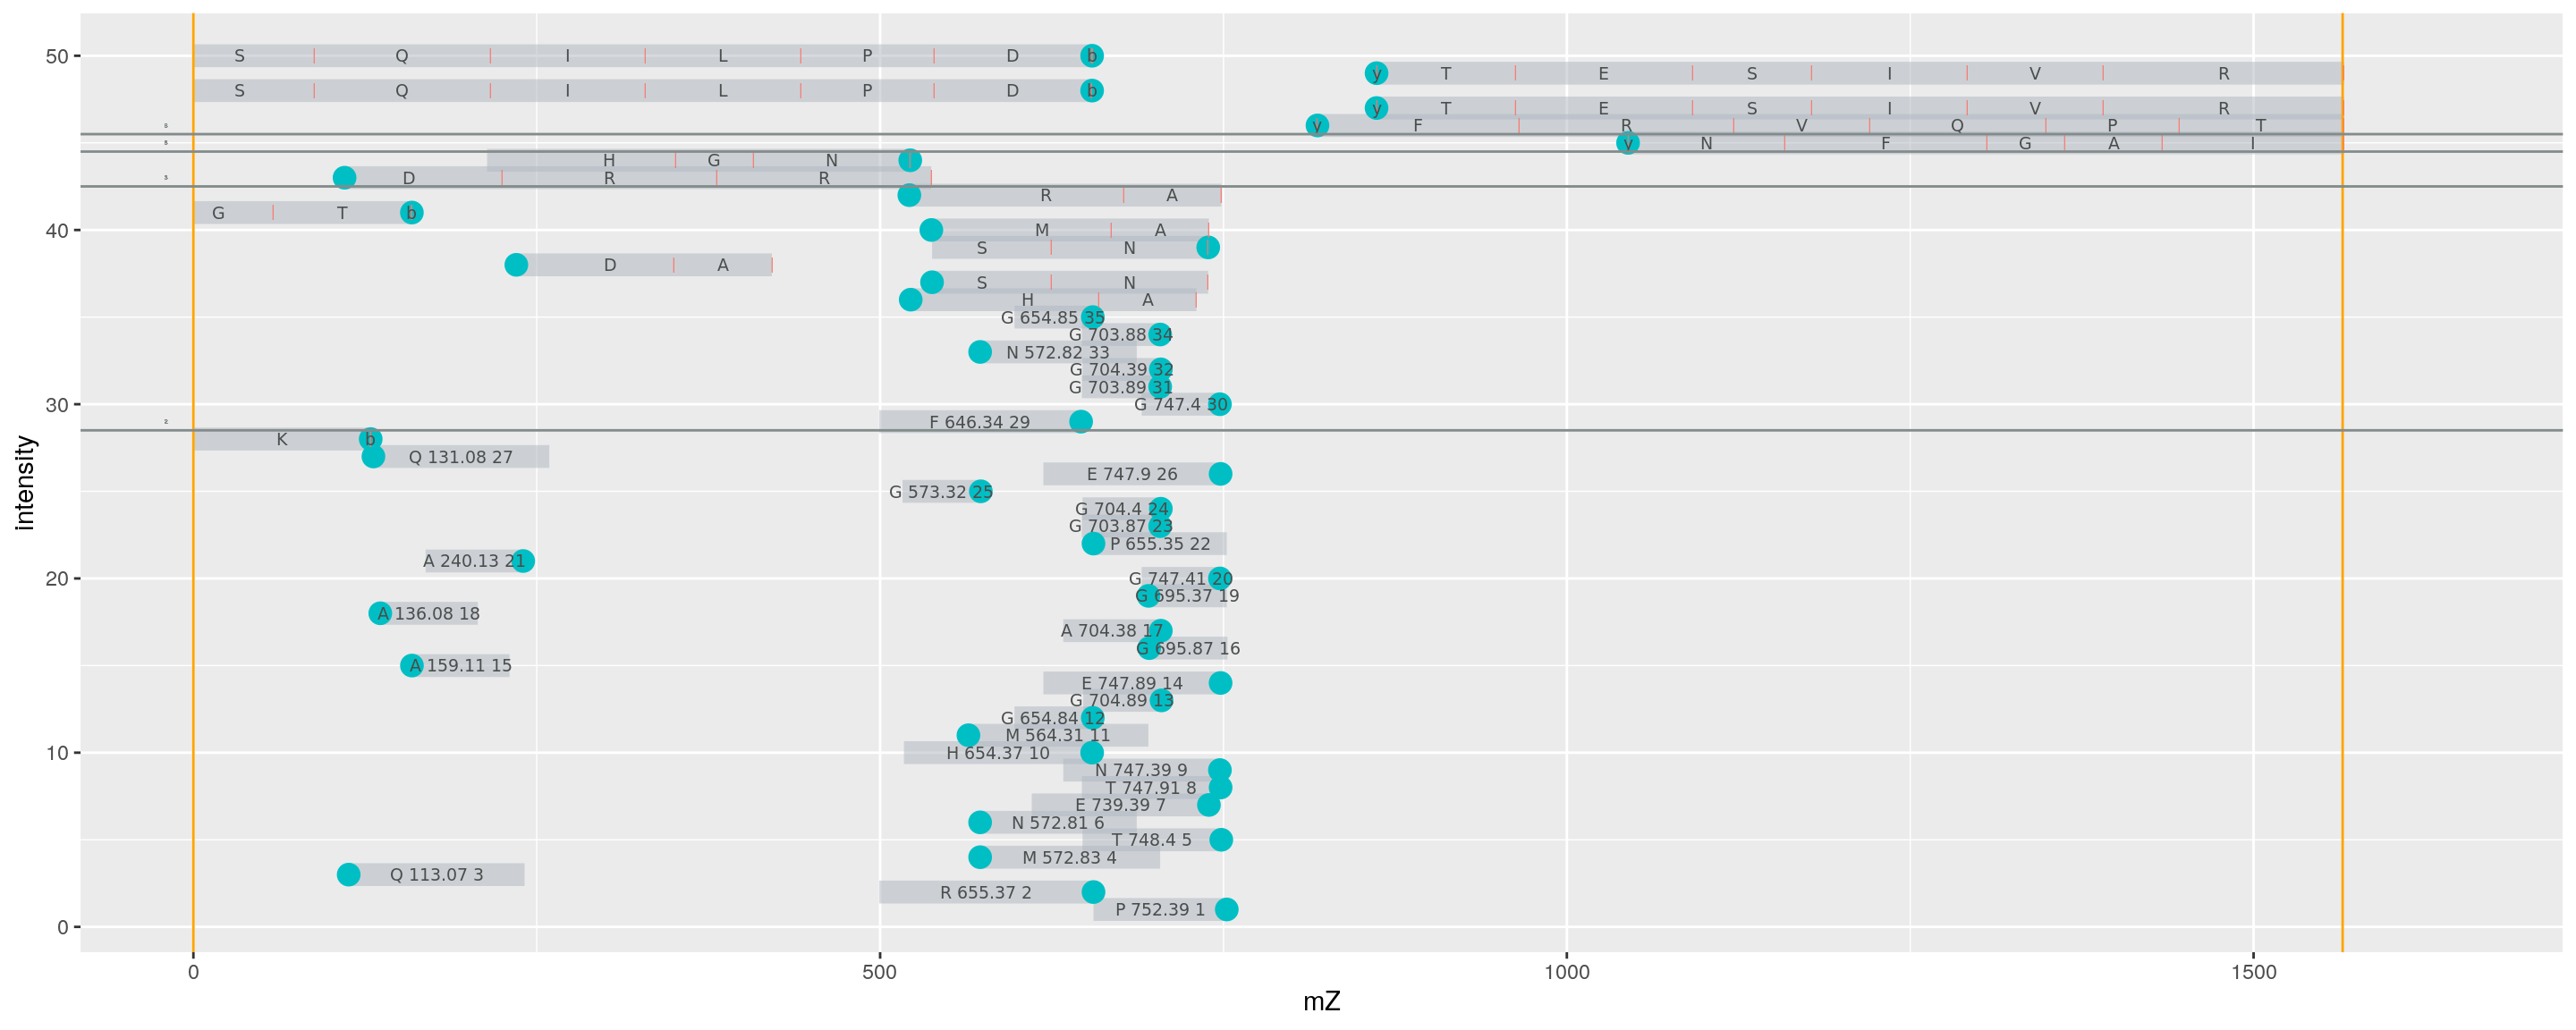 50
S Q I L P D b
y T E S I V R
S Q I L P D b
y T E S I V R
5
y F R V Q P T
5
y N F G A I
H G N
3
D R R
R A
G T b
40
M A
S N
D A
S N
H A
G 654.85 35
G 703.88 34
N 572.82 33
G 704.39 32
G 703.89 31
30
G 747.4 30
2
F 646.34 29
K b
Q 131.08 27
E 747.9 26
G 573.32 25
G 704.4 24
G 703.87 23
P 655.35 22
A 240.13 21
20
G 747.41 20
G 695.37 19
A 136.08 18
A 704.38 17
G 695.87 16
A 159.11 15
E 747.89 14
G 704.89 13
G 654.84 12
M 564.31 11
10
H 654.37 10
N 747.39 9
T 747.91 8
E 739.39 7
N 572.81 6
T 748.4 5
M 572.83 4
Q 113.07 3
R 655.37 2
P 752.39 1
0
intensity
0 500 1000 1500
mZ